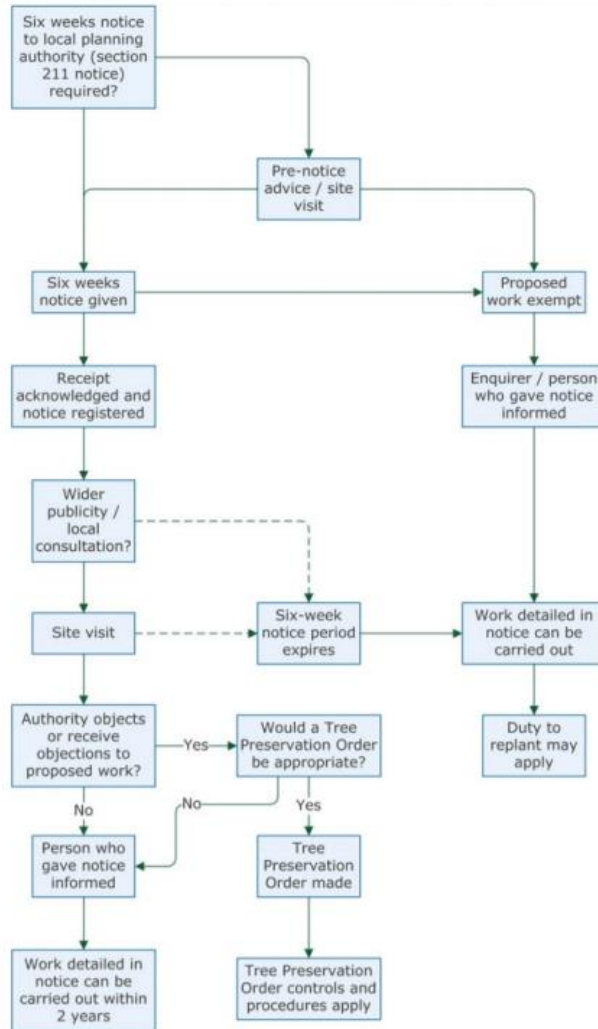 Six weeks notice
to local planning
authority (section
211 notice)
required?
Pre-notice
advice / site
visit
Six weeks
notice given
Proposed
work exempt
Receipt
acknowledged and
notice registered
Enquirer / person
who gave notice
informed
Wider
publicity /
local
consultation?
Site visit
Six-week
notice period
expires
Work detailed in
notice can be
carried out
Authority objects
or receive
objections to
proposed work?
Yes
Would a Tree
Preservation Order
be appropriate?
Duty to
replant may
apply
No
No
Yes
Person who
gave notice
informed
Tree
Preservation
Order made
Work detailed in
notice can be
carried out within
2 years
Tree Preservation
Order controls and
procedures apply